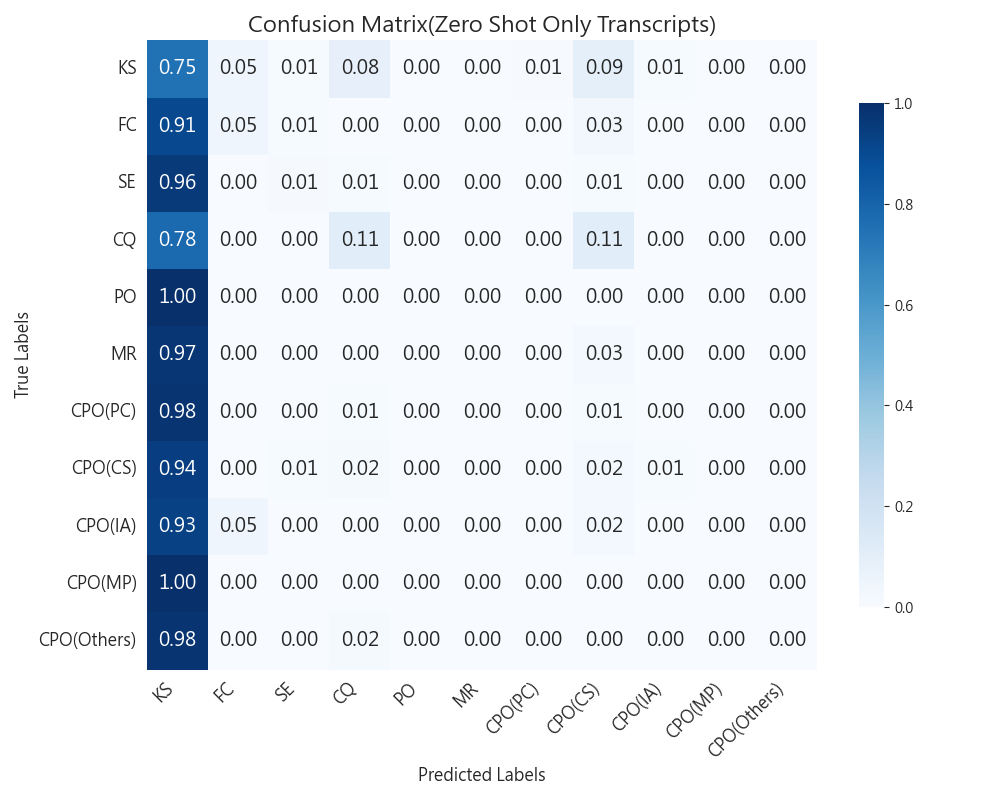 Confusion Matrix(Zero Shot Only Transcripts)
True Labels
KS 0.75 0.05 0.01 0.08 0.00 0.00 0.01 0.09 0.01 0.00 0.00
FC 0.91 0.05 0.01 0.00 0.00 0.00 0.00 0.03 0.00 0.00 0.00
SE 0.96 0.00 0.01 0.01 0.00 0.00 0.00 0.01 0.00 0.00 0.00
CQ 0.78 0.00 0.00 0.11 0.00 0.00 0.00 0.11 0.00 0.00 0.00
PO 1.00 0.00 0.00 0.00 0.00 0.00 0.00 0.00 0.00 0.00 0.00
MR 0.97 0.00 0.00 0.00 0.00 0.00 0.00 0.03 0.00 0.00 0.00
CPO(PC) 0.98 0.00 0.00 0.01 0.00 0.00 0.00 0.01 0.00 0.00 0.00
CPO(CS) 0.94 0.00 0.01 0.02 0.00 0.00 0.00 0.02 0.01 0.00 0.00
CPO(IA) 0.93 0.05 0.00 0.00 0.00 0.00 0.00 0.02 0.00 0.00 0.00
CPO(MP) 1.00 0.00 0.00 0.00 0.00 0.00 0.00 0.00 0.00 0.00 0.00
CPO(Others) 0.98 0.00 0.00 0.02 0.00 0.00 0.00 0.00 0.00 0.00 0.00
KS FC SE CQ PO MR CPO(PC) CPO(CS) CPO(IA) CPO(MP) CPO(Others)
Predicted Labels
1.0
0.8
0.6
0.4
0.2
0.0